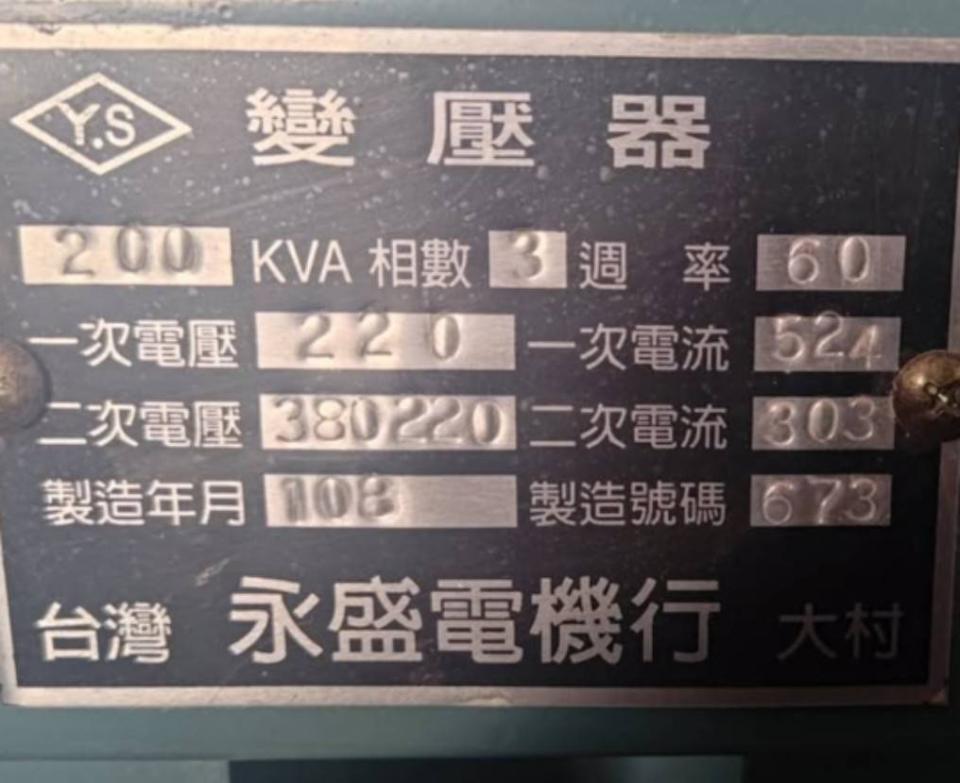 Y.S 變壓器
200 KVA 相數 3 週率 60
一次電壓 220 一次電流 524
二次電壓 380220 二次電流 303
製造年月 108 製造號碼 673
台灣 永盛電機行 大村